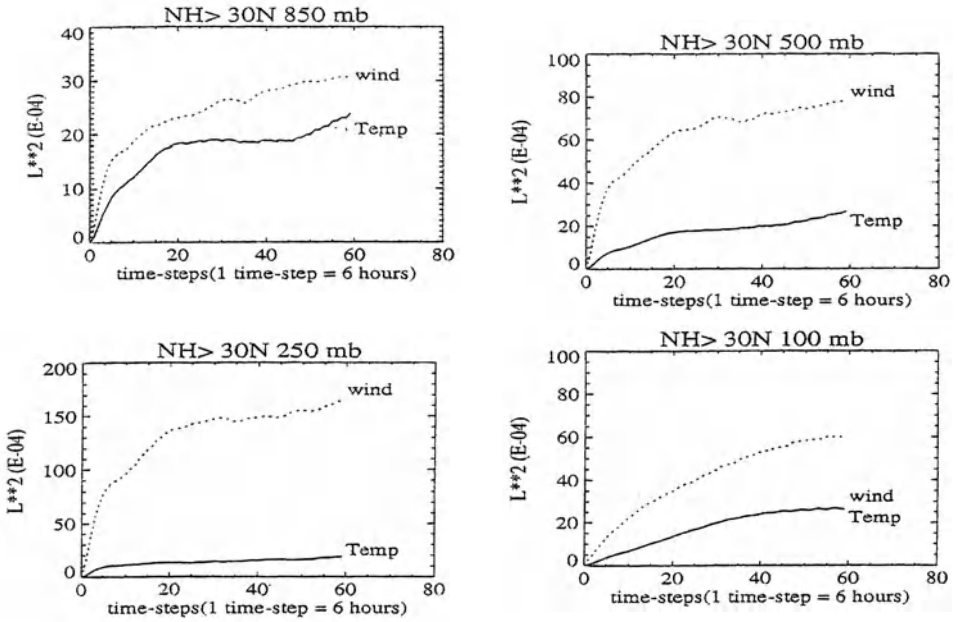 NH> 30N 850 mb
40
30
20
10
0
L**2 (E-04)
wind
Temp
0 20 40 60 80
time-steps(1 time-step = 6 hours)
NH> 30N 500 mb
100
80
60
40
20
0
L**2 (E-04)
wind
Temp
0 20 40 60 80
time-steps(1 time-step = 6 hours)
NH> 30N 250 mb
200
150
100
50
0
L**2 (E-04)
wind
Temp
0 20 40 60 80
time-steps(1 time-step = 6 hours)
NH> 30N 100 mb
100
80
60
40
20
0
L**2 (E-04)
wind
Temp
0 20 40 60 80
time-steps(1 time-step = 6 hours)